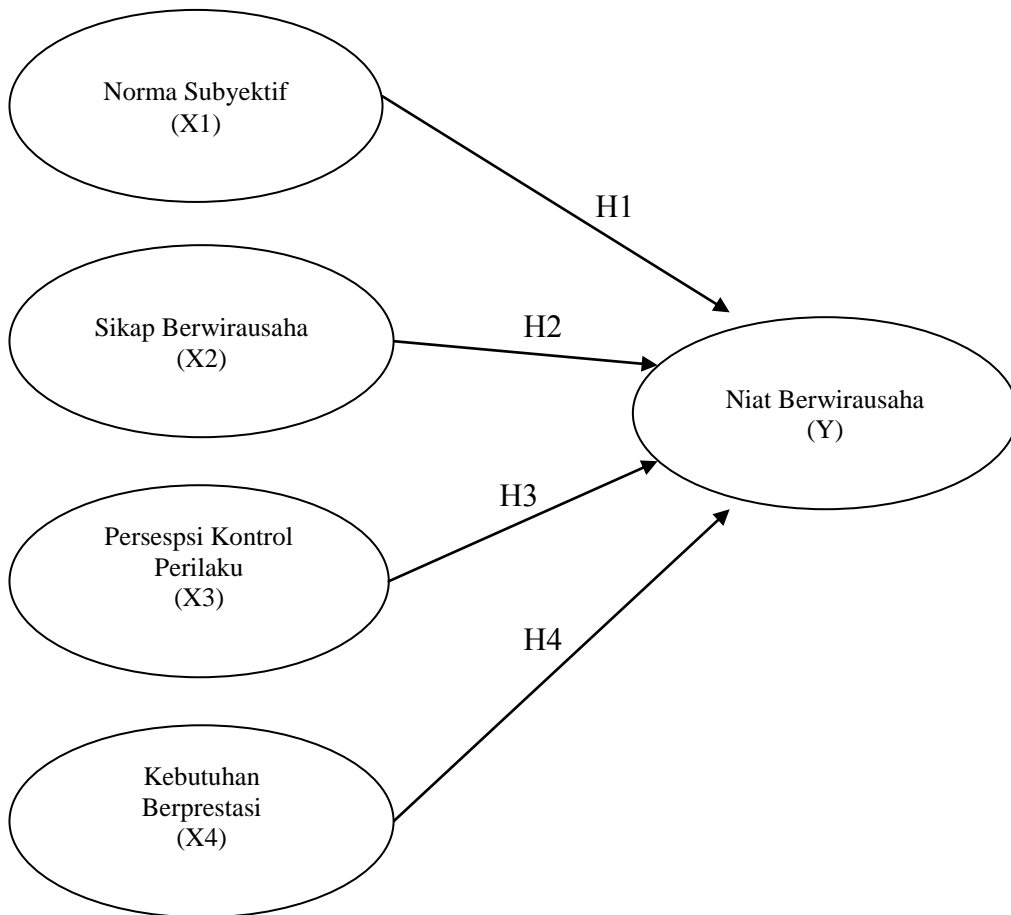 Norma Subyektif
(X1)
H1
Sikap Berwirausaha
(X2)
H2
Niat Berwirausaha
(Y)
Persespsi Kontrol
Perilaku
(X3)
H3
H4
Kebutuhan
Berprestasi
(X4)